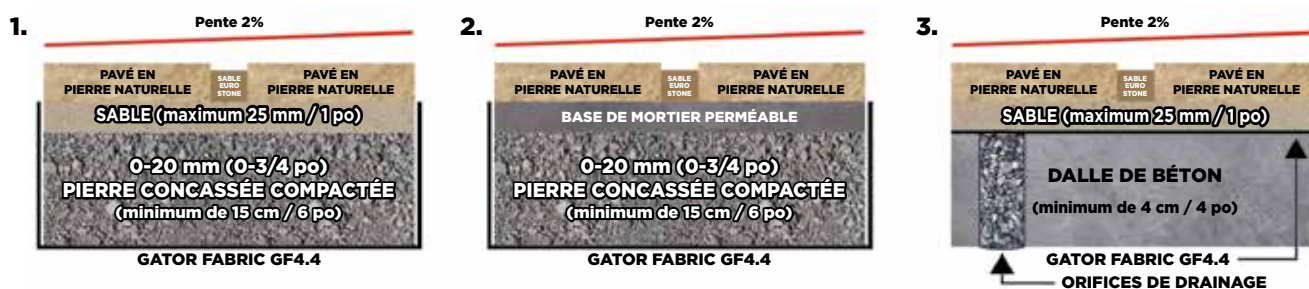 1.
Pente 2%
PAVÉ EN
PIERRE NATURELLE
SABLE
EURO
STONE
PAVÉ EN
PIERRE NATURELLE
SABLE (maximum 25 mm / 1 po)
0-20 mm (0-3/4 po)
PIERRE CONCASSÉE COMPACTÉE
(minimum de 15 cm / 6 po)
GATOR FABRIC GF4.4
2.
Pente 2%
PAVÉ EN
PIERRE NATURELLE
SABLE
EURO
STONE
PAVÉ EN
PIERRE NATURELLE
BASE DE MORTIER PERMÉABLE
0-20 mm (0-3/4 po)
PIERRE CONCASSÉE COMPACTÉE
(minimum de 15 cm / 6 po)
GATOR FABRIC GF4.4
3.
Pente 2%
PAVÉ EN
PIERRE NATURELLE
SABLE
EURO
STONE
PAVÉ EN
PIERRE NATURELLE
SABLE (maximum 25 mm / 1 po)
DALLE DE BÉTON
(minimum de 4 cm / 4 po)
GATOR FABRIC GF4.4
ORIFICES DE DRAINAGE